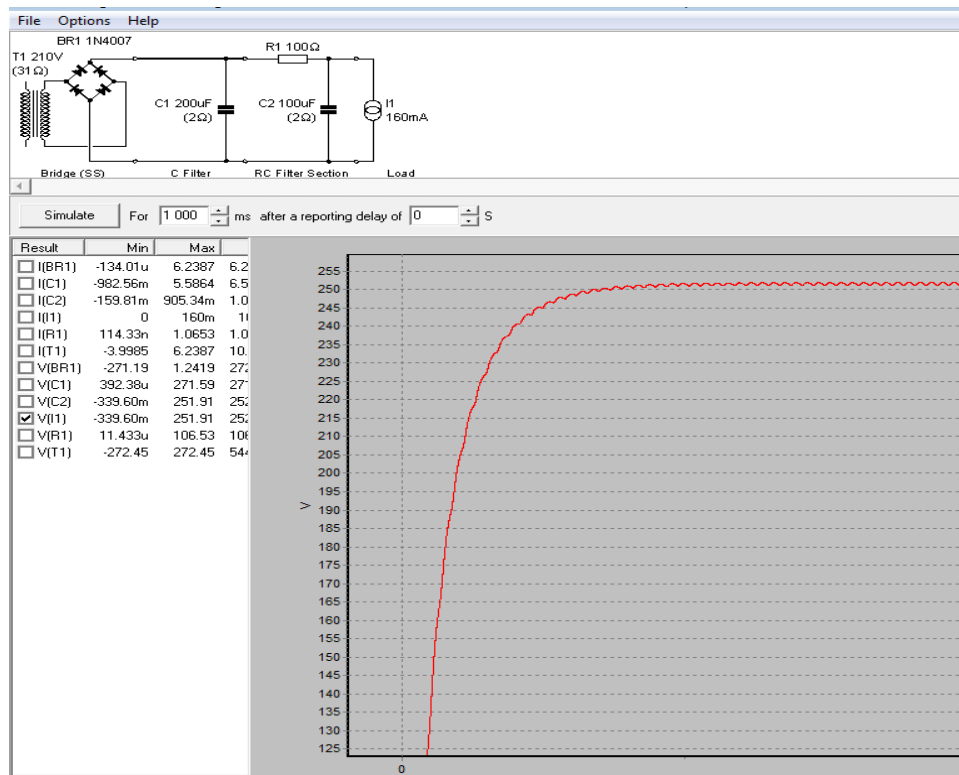 File Options Help
BR1 1N4007
R1 100Ω
T1 210V
(31Ω)
C1 200uF
(2Ω)
C2 100uF
(2Ω)
I1
160mA
Bridge (SS) C Filter RC Filter Section Load
Simulate For 1 000 ms after a reporting delay of 0 S
Result Min Max
I(BR1) -134.01u 6.2387 6.2
I(C1) -982.56m 5.5864 6.5
I(C2) -159.81m 905.34m 1.0
I(I1) 0 160m
I(R1) 114.33n 1.0653 1.0
I(T1) -3.9985 6.2387 10.
V(BR1) -271.19 1.2419 272
V(C1) 392.38u 271.59 27
V(C2) -339.60m 251.91 252
V(I1) -339.60m 251.91 252
V(R1) 11.433u 106.53 106
V(T1) -272.45 272.45 544
255
250
245
240
235
230
225
220
215
210
205
200
195
190
185
180
175
170
165
160
155
150
145
140
135
130
125
V
0